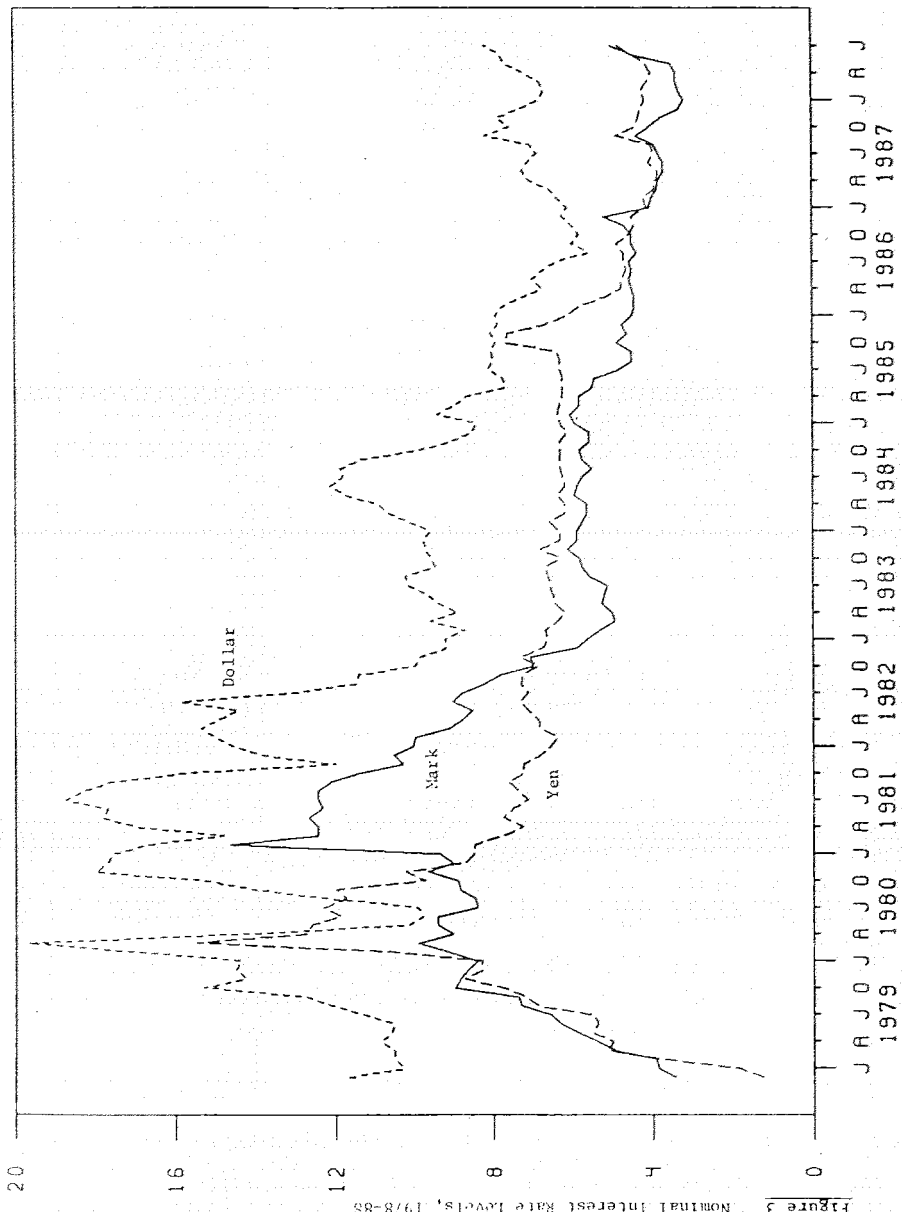 Figure 3 Nominal Interest Rate Levels, 1978-88
20
16
12
8
4
0
Dollar
Mark
Yen
J A J O J A J O J A J O J A J O J A J O J A J O J A J O J A J O J A J O J A J
1979 1980 1981 1982 1983 1984 1985 1986 1987